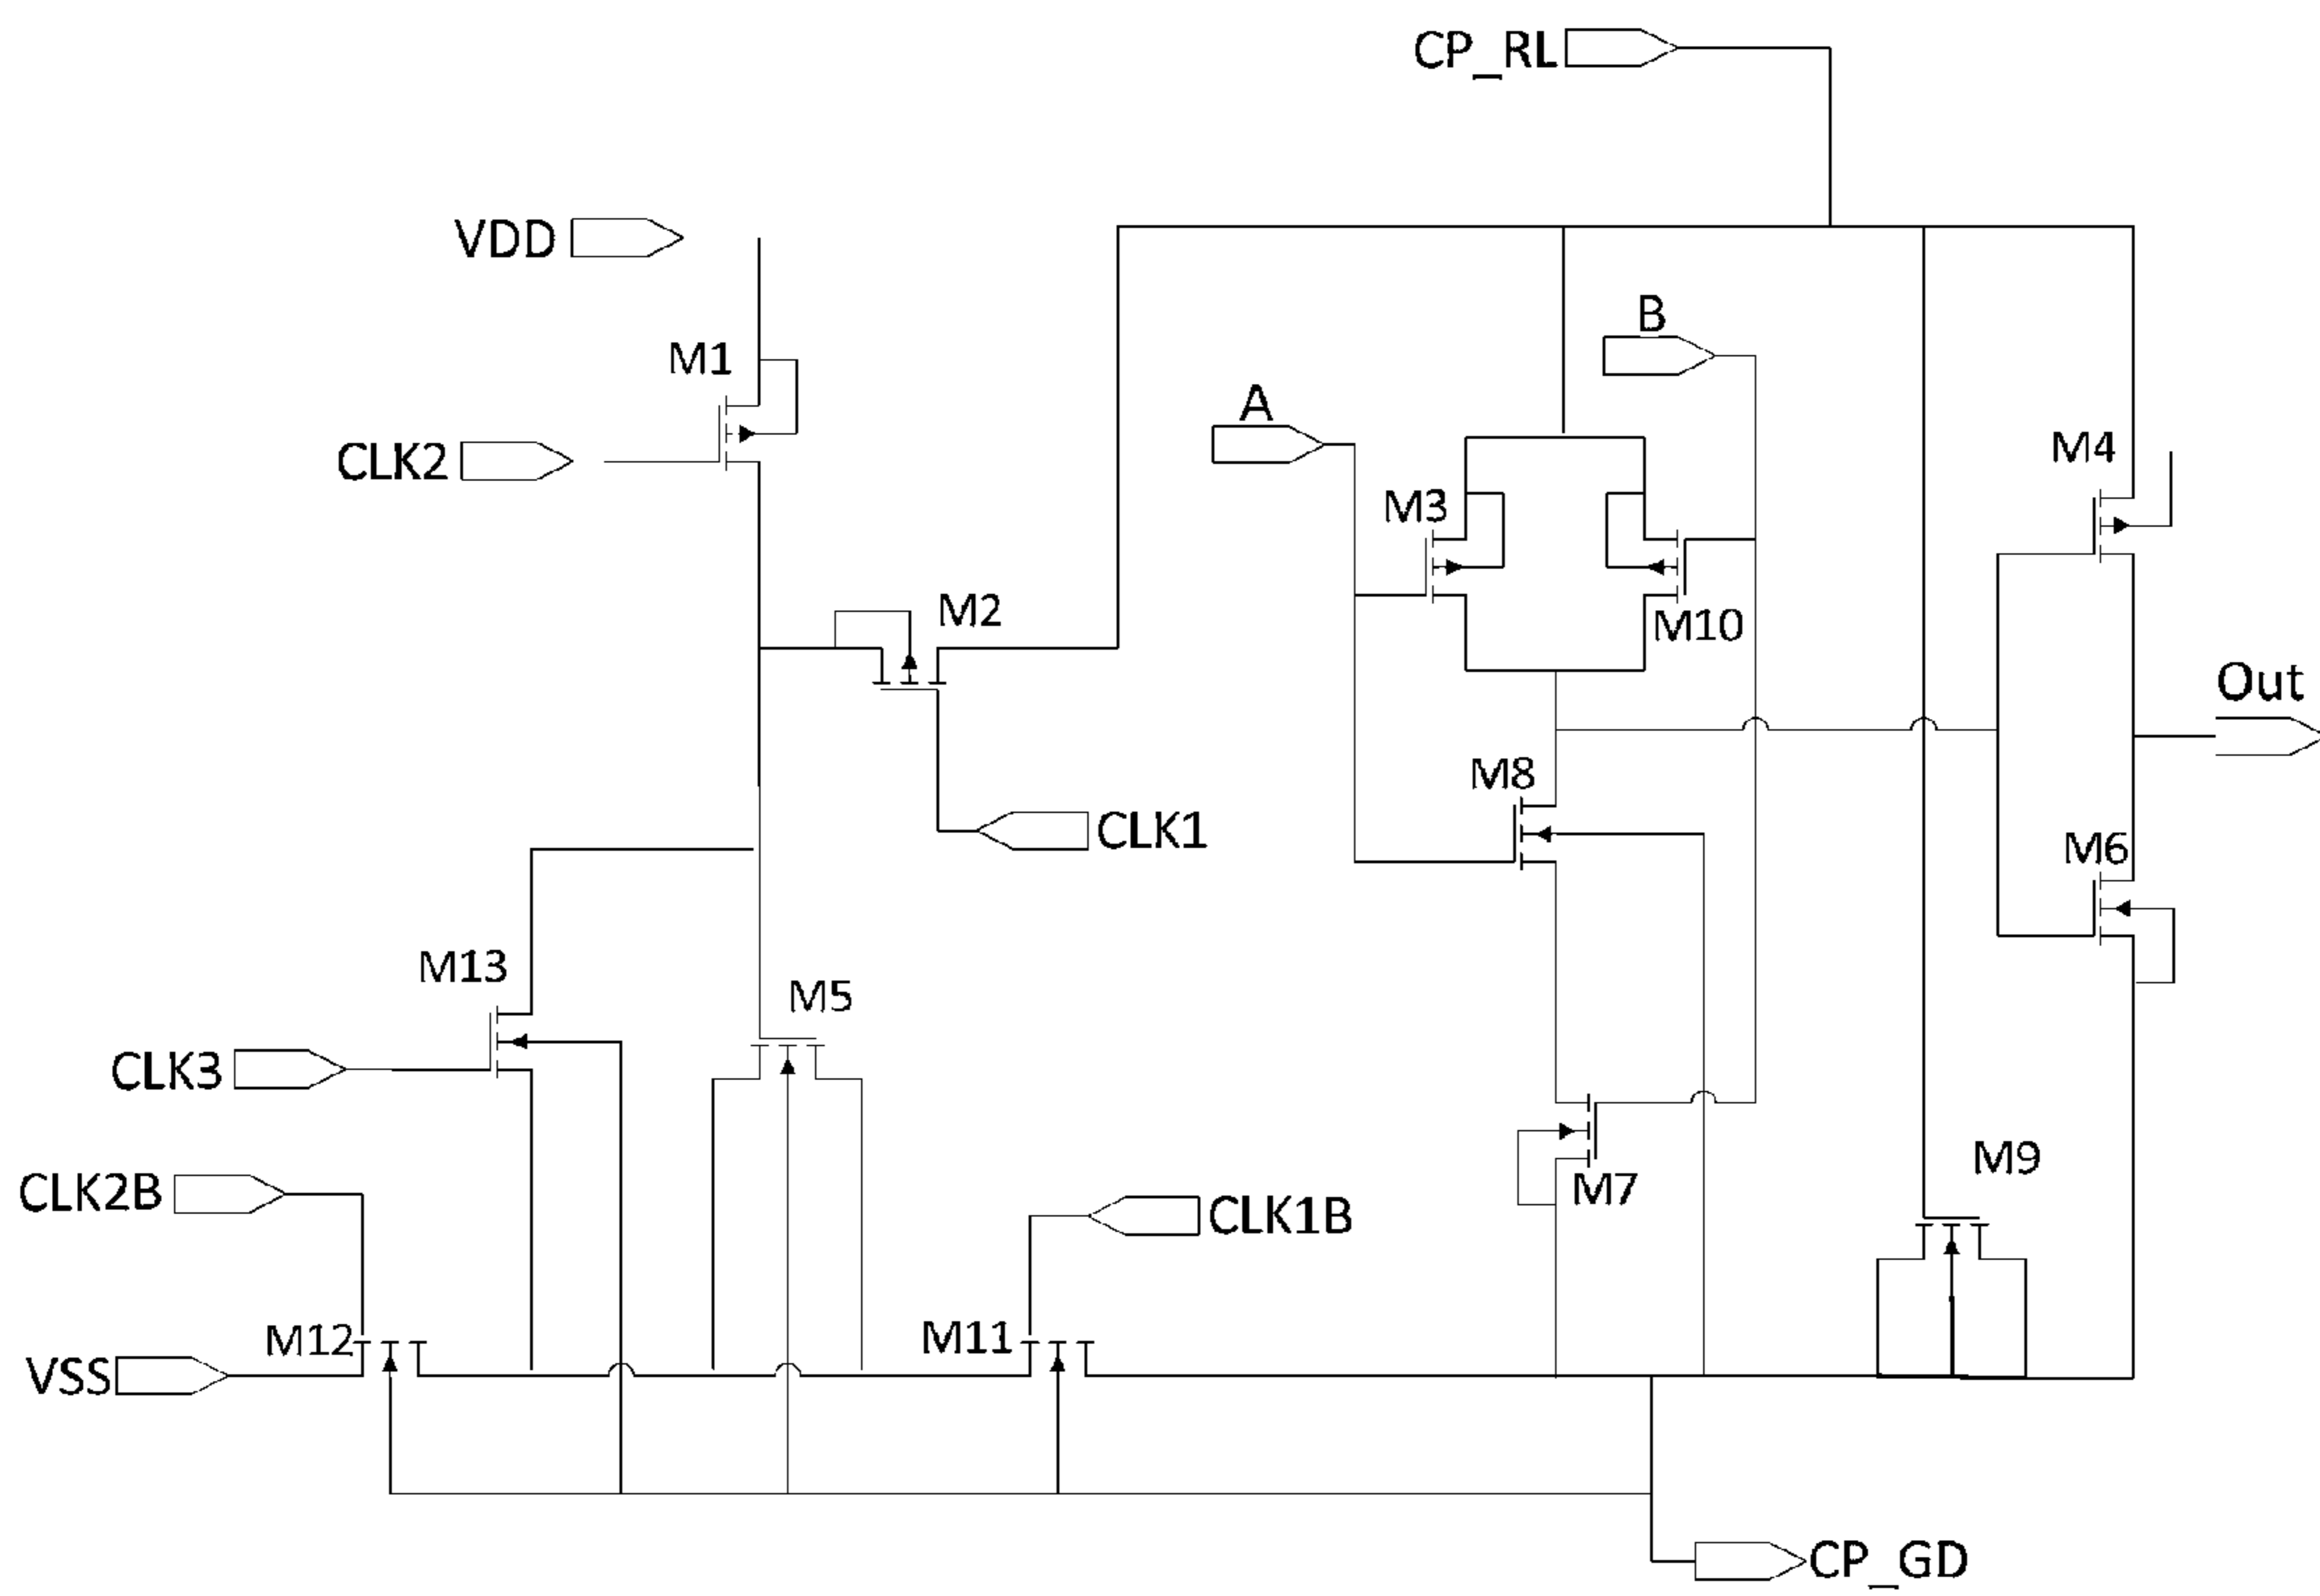 CP_RL
VDD
M1
B
A
CLK2
M4
M3
M2
M10
Out
M8
CLK1
M6
M13
M5
CLK3
M9
CLK2B
M7
CLK1B
M12
M11
VSS
CP_GD